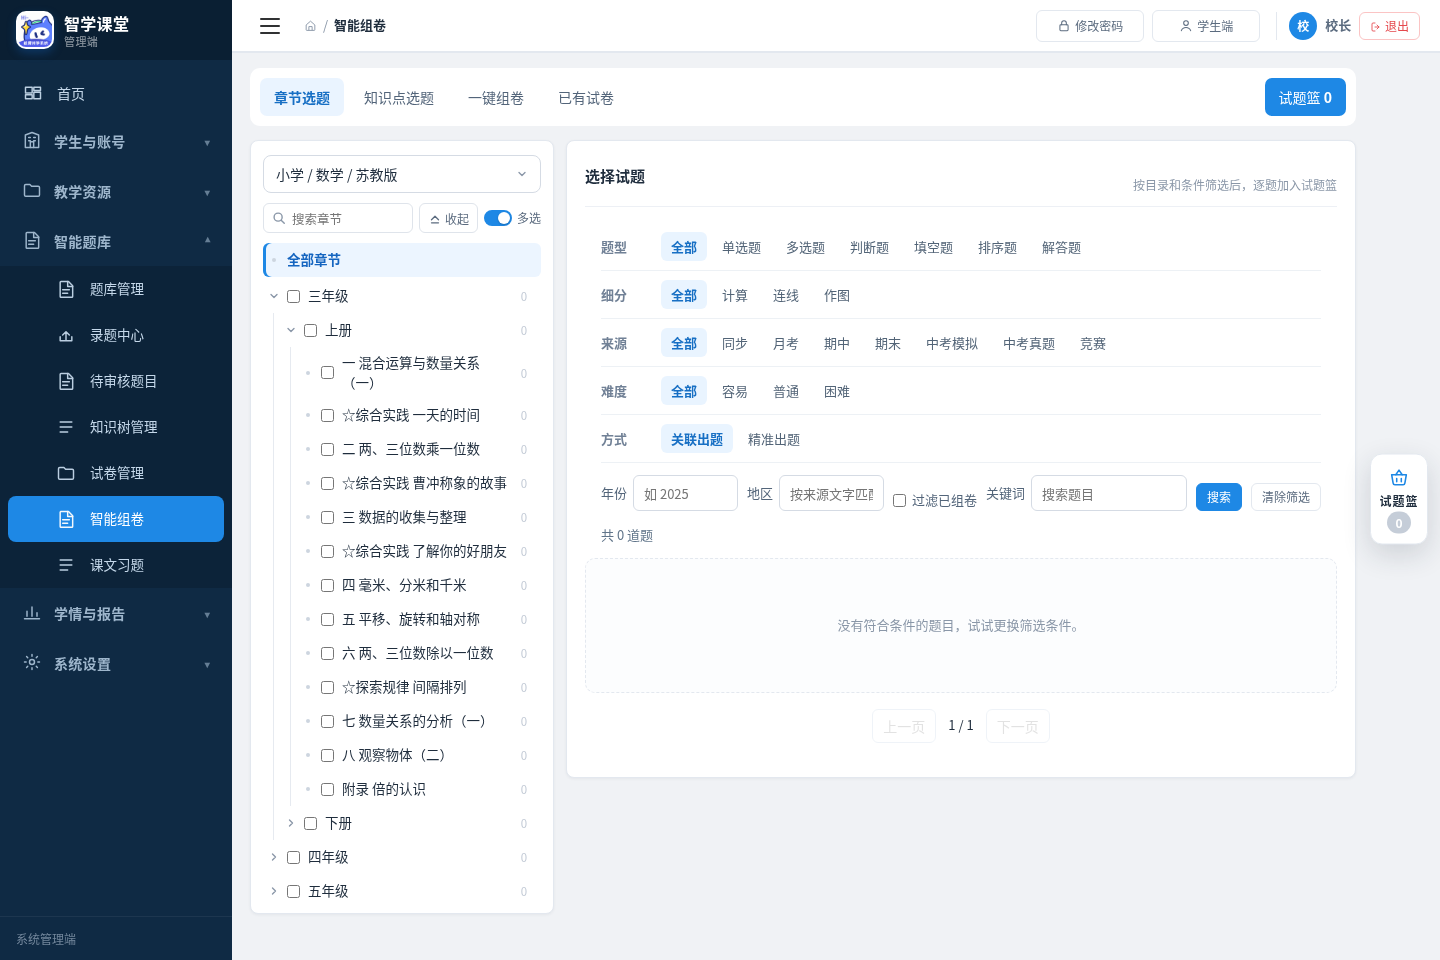 智学课堂
管理端
首页
学生与账号
教学资源
智能题库
题库管理
录题中心
待审核题目
知识树管理
试卷管理
智能组卷
课文习题
学情与报告
系统设置
系统管理端
/ 智能组卷
修改密码
学生端
校
校长
退出
章节选题
知识点选题
一键组卷
已有试卷
试题篮 0
小学 / 数学 / 苏教版
搜索章节
收起
多选
全部章节
三年级 0
上册 0
一 混合运算与数量关系
（一） 0
☆综合实践 一天的时间 0
二 两、三位数乘一位数 0
☆综合实践 曹冲称象的故事 0
三 数据的收集与整理 0
☆综合实践 了解你的好朋友 0
四 毫米、分米和千米 0
五 平移、旋转和轴对称 0
六 两、三位数除以一位数 0
☆探索规律 间隔排列 0
七 数量关系的分析（一） 0
八 观察物体（二） 0
附录 倍的认识 0
下册 0
四年级 0
五年级 0
选择试题
按目录和条件筛选后，逐题加入试题篮
题型 全部 单选题 多选题 判断题 填空题 排序题 解答题
细分 全部 计算 连线 作图
来源 全部 同步 月考 期中 期末 中考模拟 中考真题 竞赛
难度 全部 容易 普通 困难
方式 关联出题 精准出题
年份 如 2025 地区 按来源文字匹 过滤已组卷 关键词 搜索题目 搜索 清除筛选
共 0 道题
没有符合条件的题目，试试更换筛选条件。
上一页 1 / 1 下一页
试题篮
0